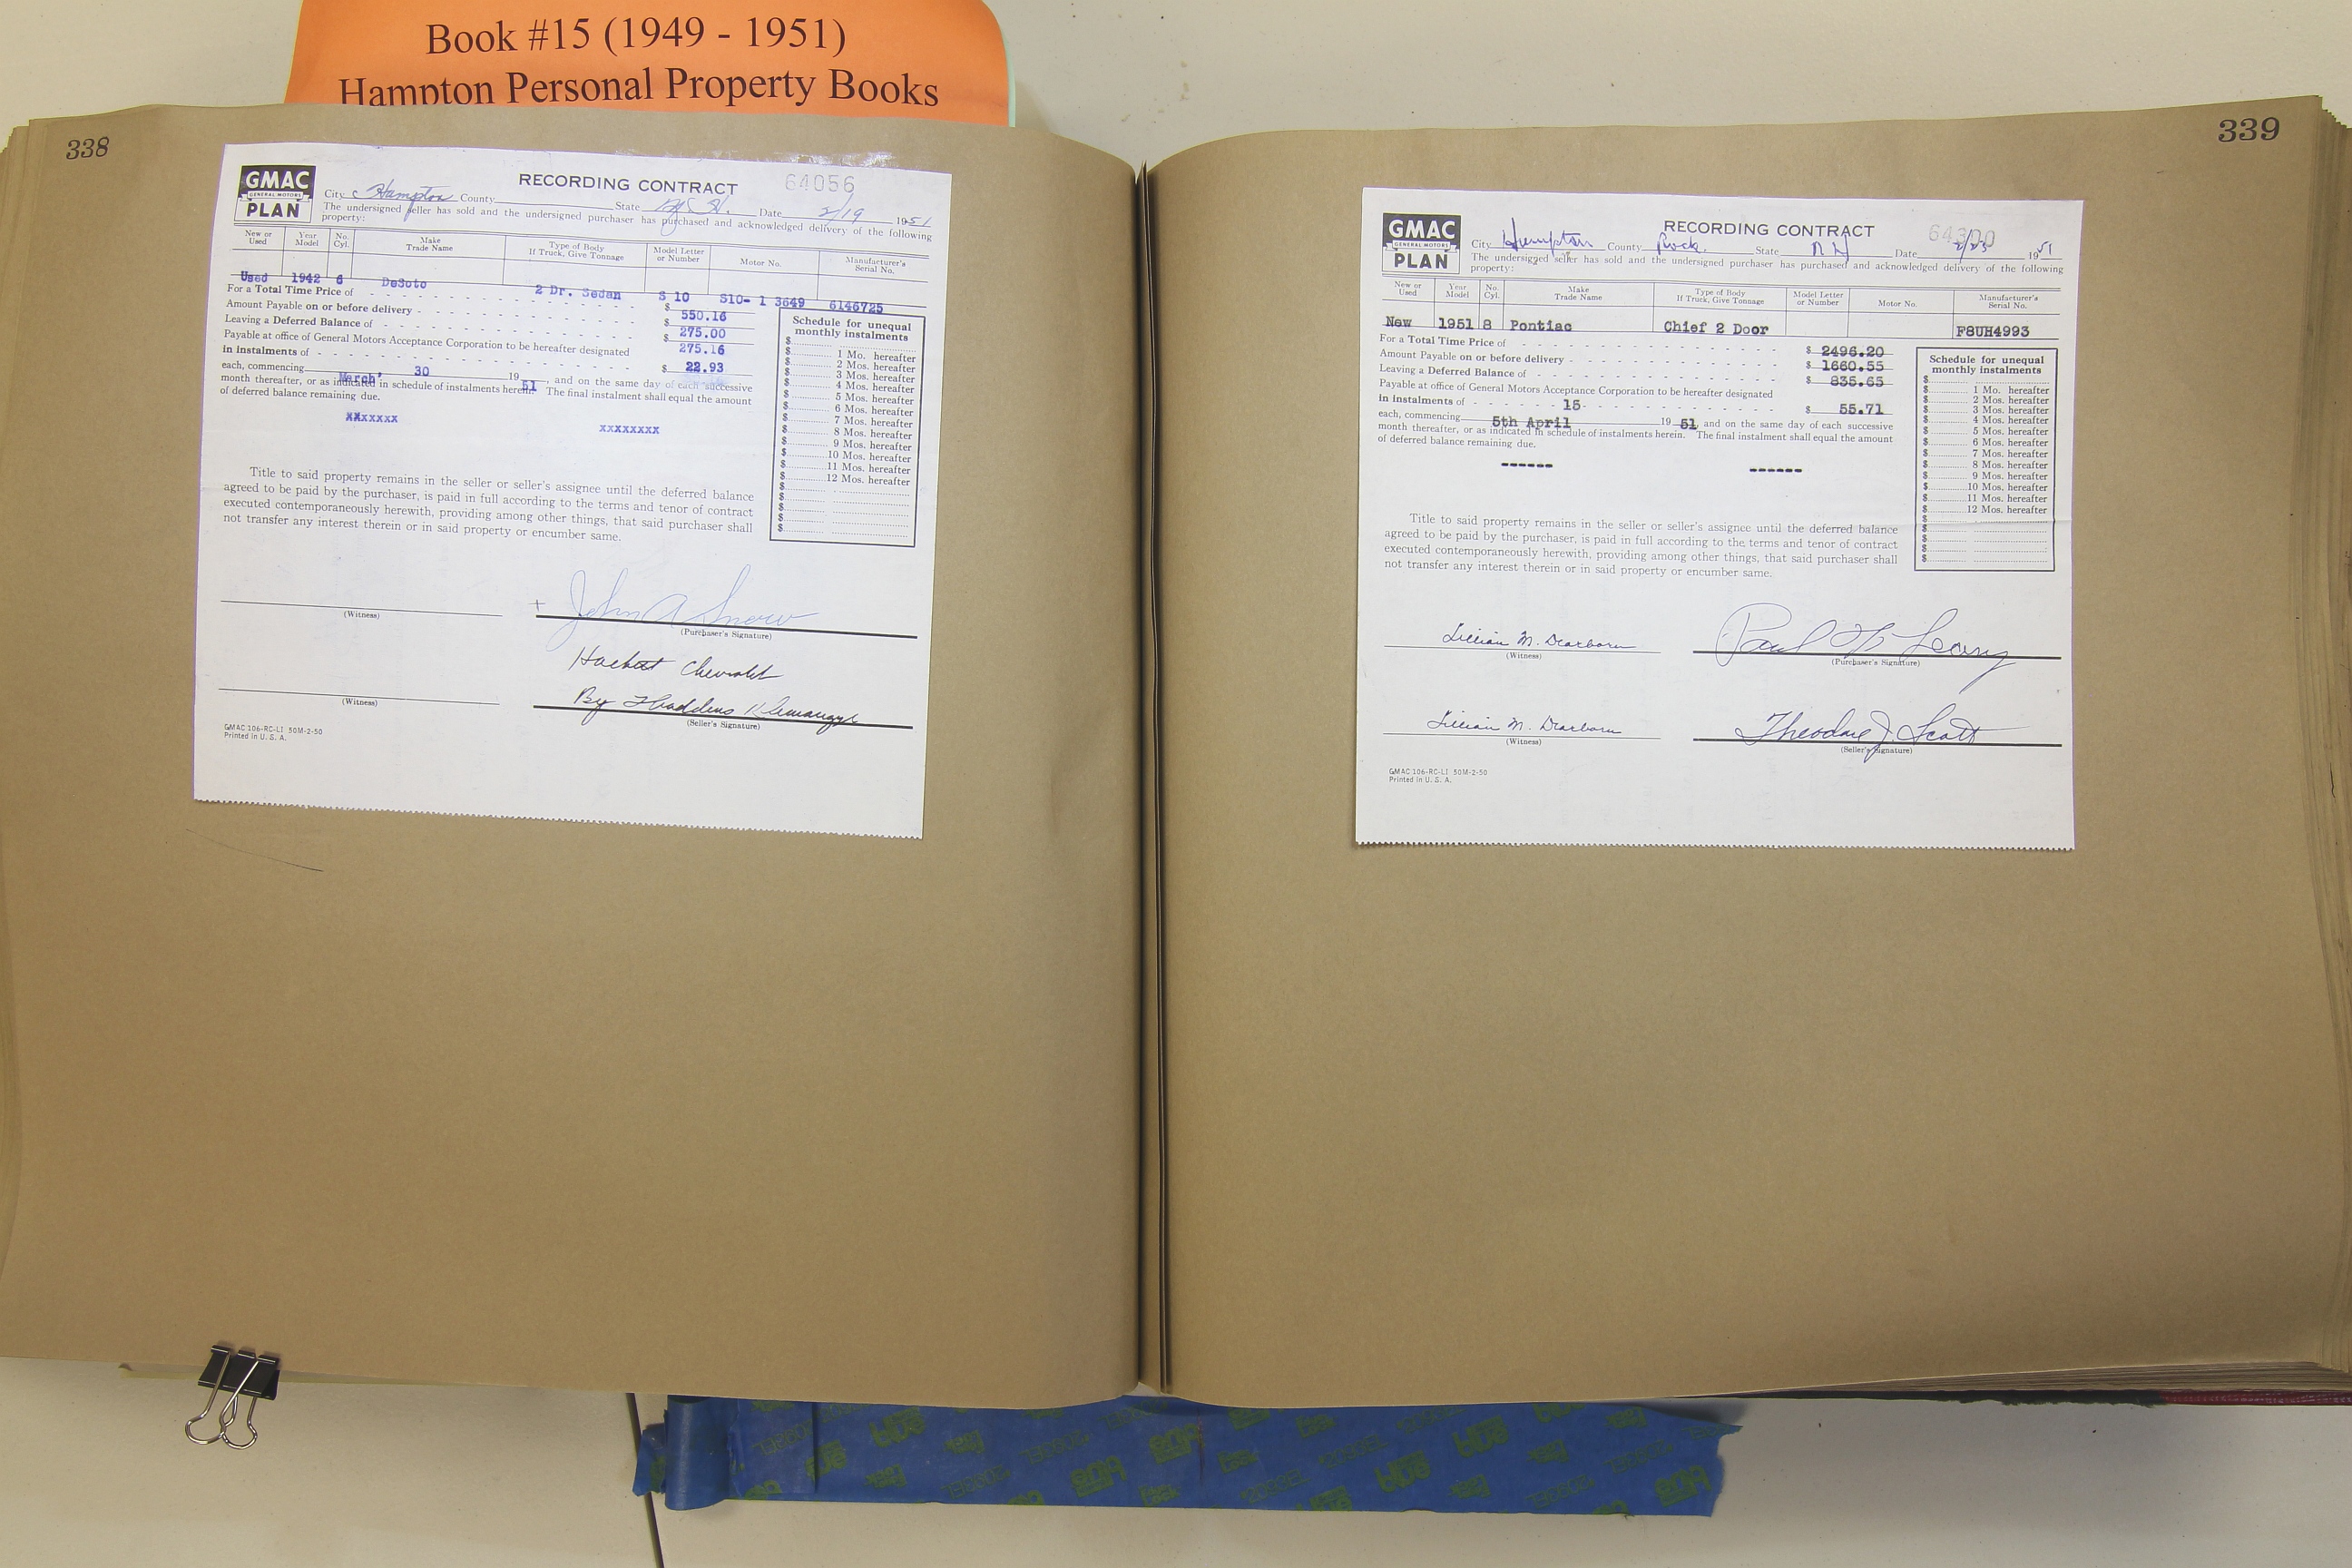 Book #15 (1949 - 1951)
Hampton Personal Property Books
338
GMAC
GENERAL MOTORS
PLAN
RECORDING CONTRACT 64056
City Hampton County State N. H. Date 2/19 1951
The undersigned seller has sold and the undersigned purchaser has purchased and acknowledged delivery of the following
property:
New or Used Year Model No. Cyl. Make Trade Name Type of Body If Truck, Give Tonnage Model Letter or Number Motor No. Manufacturer's Serial No.
Used 1942 6 DeSoto 2 Dr. Sedan S 10 S10- 1 3649 6146725
For a Total Time Price of $ 550.16
Amount Payable on or before delivery $ 275.00
Leaving a Deferred Balance of $ 275.16
Payable at office of General Motors Acceptance Corporation to be hereafter designated
in instalments of $ 22.93
each, commencing March' 30 19 51, and on the same day of each successive
month thereafter, or as indicated in schedule of instalments herein. The final instalment shall equal the amount
of deferred balance remaining due.
XXXXXXX XXXXXXXX
Schedule for unequal
monthly instalments
$
$ 1 Mo. hereafter
$ 2 Mos. hereafter
$ 3 Mos. hereafter
$ 4 Mos. hereafter
$ 5 Mos. hereafter
$ 6 Mos. hereafter
$ 7 Mos. hereafter
$ 8 Mos. hereafter
$ 9 Mos. hereafter
$ 10 Mos. hereafter
$ 11 Mos. hereafter
$ 12 Mos. hereafter
$
$
$
$
$
Title to said property remains in the seller or seller's assignee until the deferred balance
agreed to be paid by the purchaser, is paid in full according to the terms and tenor of contract
executed contemporaneously herewith, providing among other things, that said purchaser shall
not transfer any interest therein or in said property or encumber same.
+ John A Snow
(Witness) (Purchaser's Signature)
Chevrolet
By Thaddeus
(Witness) (Seller's Signature)
GMAC 106-RC-LI 50M-2-50
Printed in U. S. A.
339
GMAC
GENERAL MOTORS
PLAN
RECORDING CONTRACT 64300
City Hampton County Rock. State N H Date 2/23 1951
The undersigned seller has sold and the undersigned purchaser has purchased and acknowledged delivery of the following
property:
New or Used Year Model No. Cyl. Make Trade Name Type of Body If Truck, Give Tonnage Model Letter or Number Motor No. Manufacturer's Serial No.
New 1951 8 Pontiac Chief 2 Door F8UH4993
For a Total Time Price of $ 2496.20
Amount Payable on or before delivery $ 1660.55
Leaving a Deferred Balance of $ 835.65
Payable at office of General Motors Acceptance Corporation to be hereafter designated
in instalments of 15 $ 55.71
each, commencing 5th April 19 51, and on the same day of each successive
month thereafter, or as indicated in schedule of instalments herein. The final instalment shall equal the amount
of deferred balance remaining due.
------ ------
Schedule for unequal
monthly instalments
$
$ 1 Mo. hereafter
$ 2 Mos. hereafter
$ 3 Mos. hereafter
$ 4 Mos. hereafter
$ 5 Mos. hereafter
$ 6 Mos. hereafter
$ 7 Mos. hereafter
$ 8 Mos. hereafter
$ 9 Mos. hereafter
$ 10 Mos. hereafter
$ 11 Mos. hereafter
$ 12 Mos. hereafter
$
$
$
$
$
Title to said property remains in the seller or seller's assignee until the deferred balance
agreed to be paid by the purchaser, is paid in full according to the terms and tenor of contract
executed contemporaneously herewith, providing among other things, that said purchaser shall
not transfer any interest therein or in said property or encumber same.
Lillian M. Dearborn Paul Leary
(Witness) (Purchaser's Signature)
Lillian M. Dearborn Theodore J. Scott
(Witness) (Seller's Signature)
GMAC 106-RC-LI 50M-2-50
Printed in U. S. A.